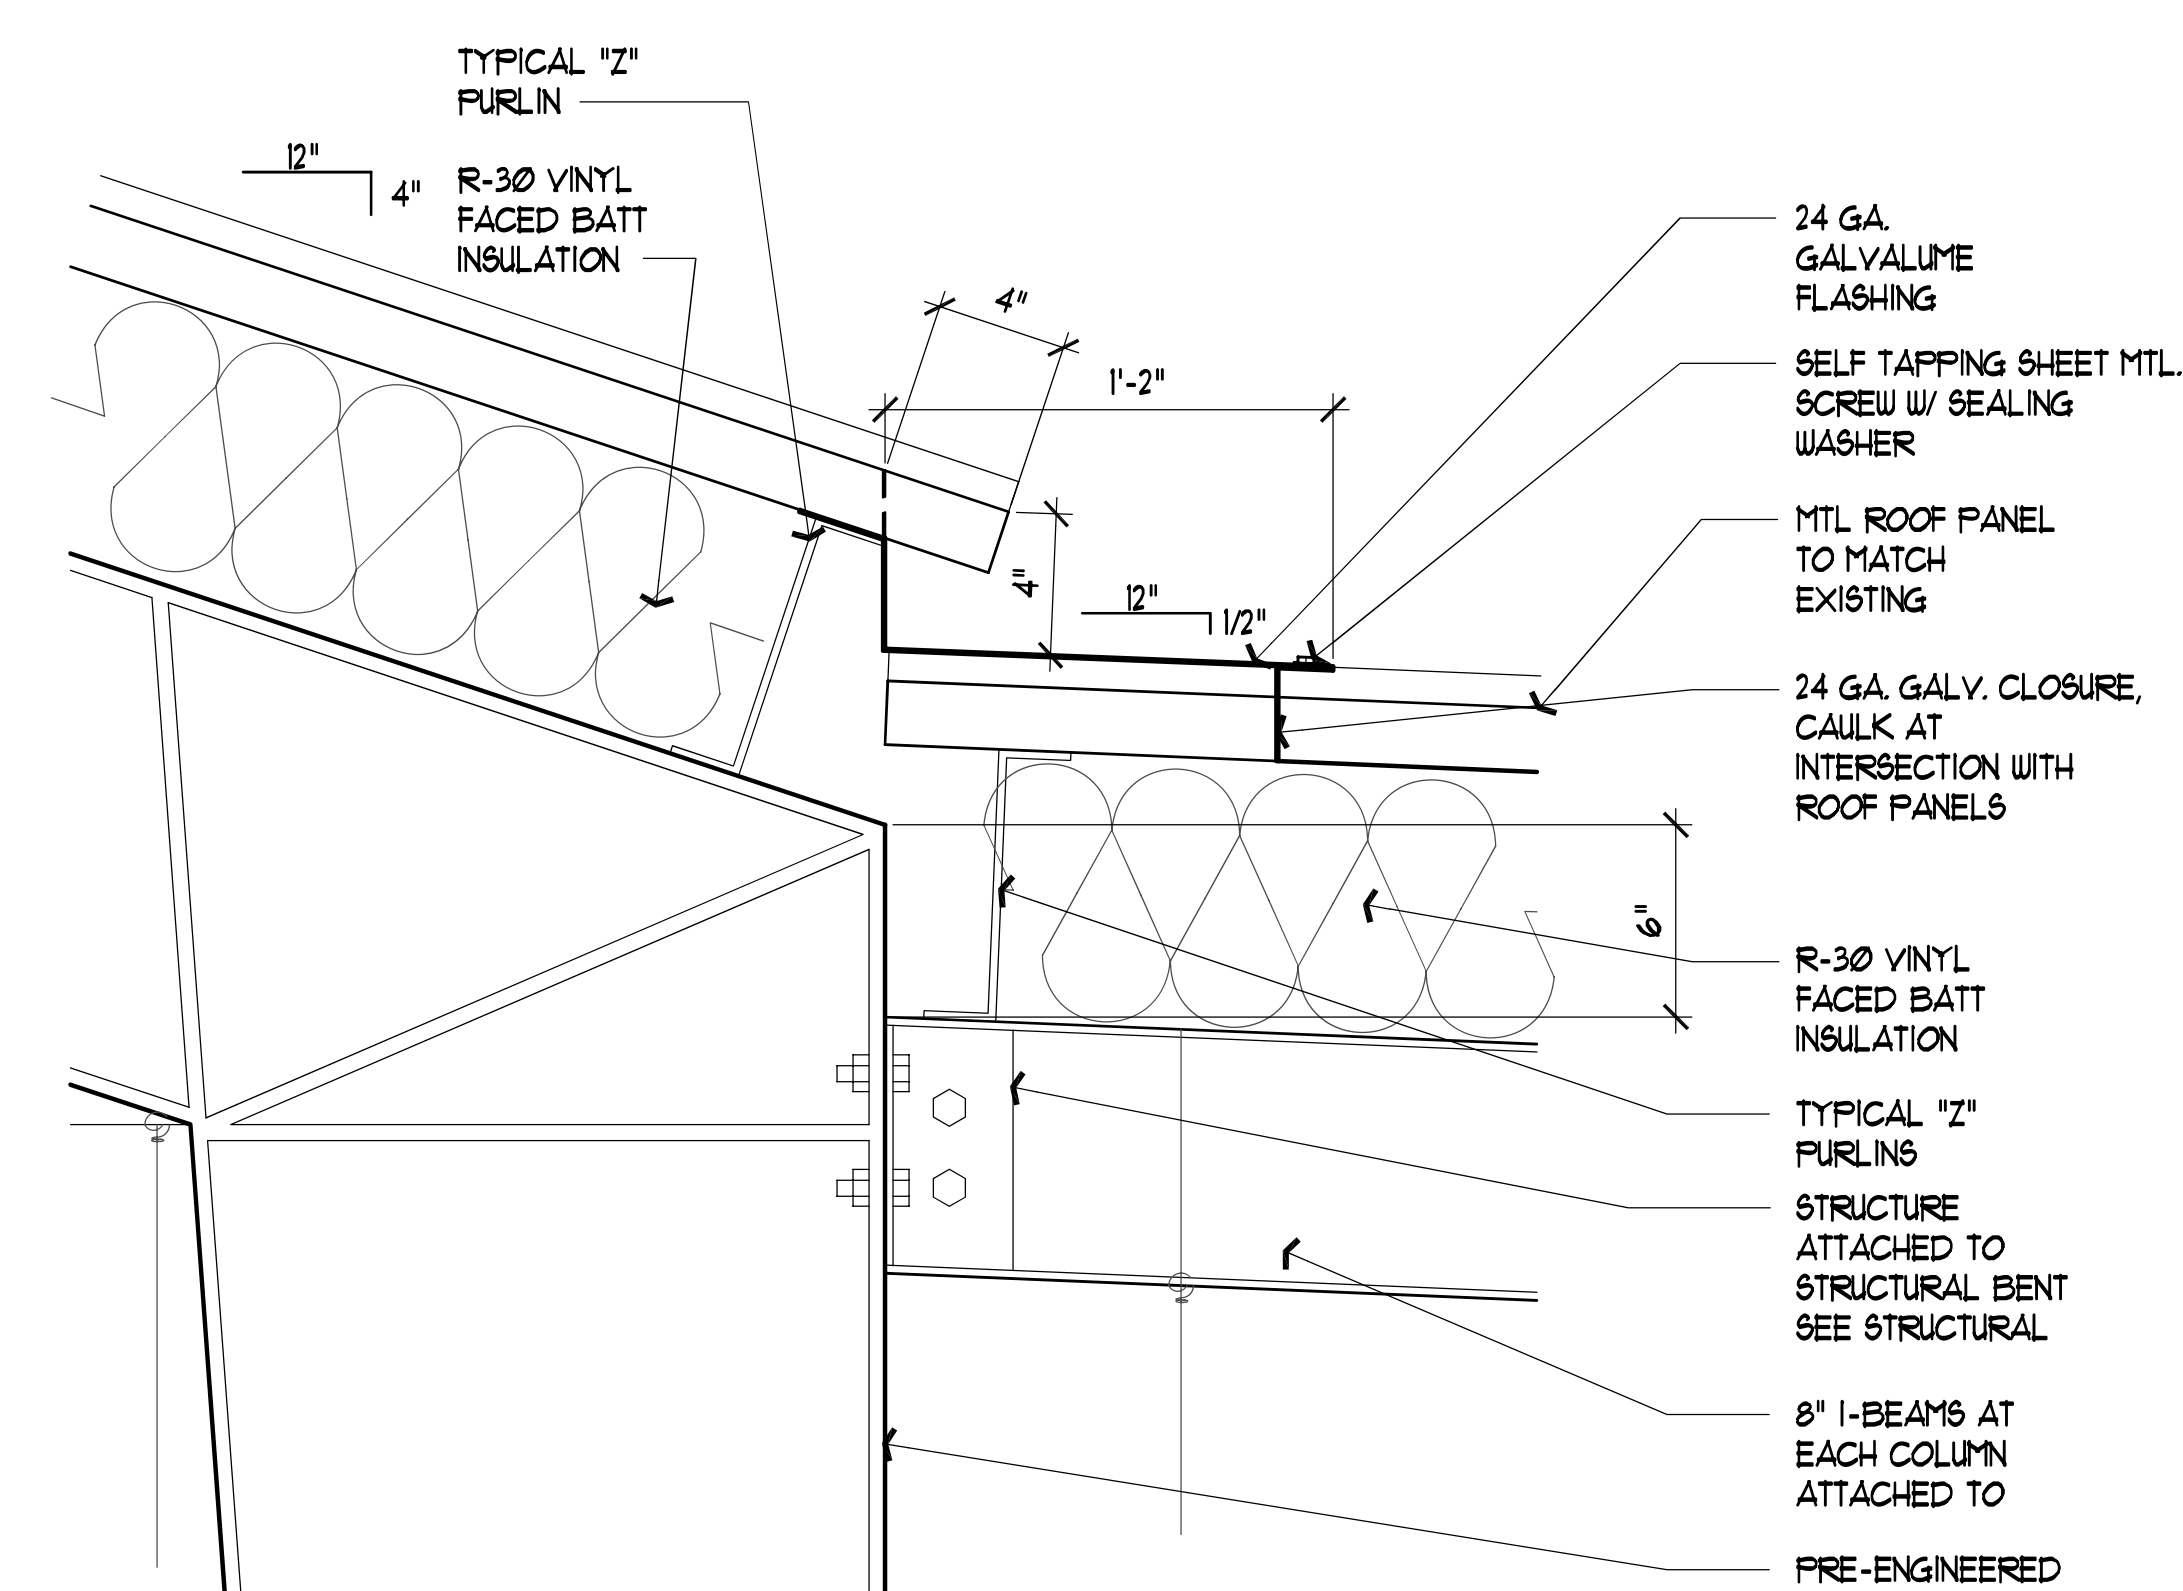 TYPICAL "Z"
PURLIN
12"
4"
R-30 VINYL
FACED BATT
INSULATION
4"
1'-2"
4"
12"
1/2"
24 GA.
GALVALUME
FLASHING
SELF TAPPING SHEET MTL.
SCREW W/ SEALING
WASHER
MTL ROOF PANEL
TO MATCH
EXISTING
24 GA. GALV. CLOSURE,
CAULK AT
INTERSECTION WITH
ROOF PANELS
6"
R-30 VINYL
FACED BATT
INSULATION
TYPICAL "Z"
PURLINS
STRUCTURE
ATTACHED TO
STRUCTURAL BENT
SEE STRUCTURAL
8" I-BEAMS AT
EACH COLUMN
ATTACHED TO
PRE-ENGINEERED